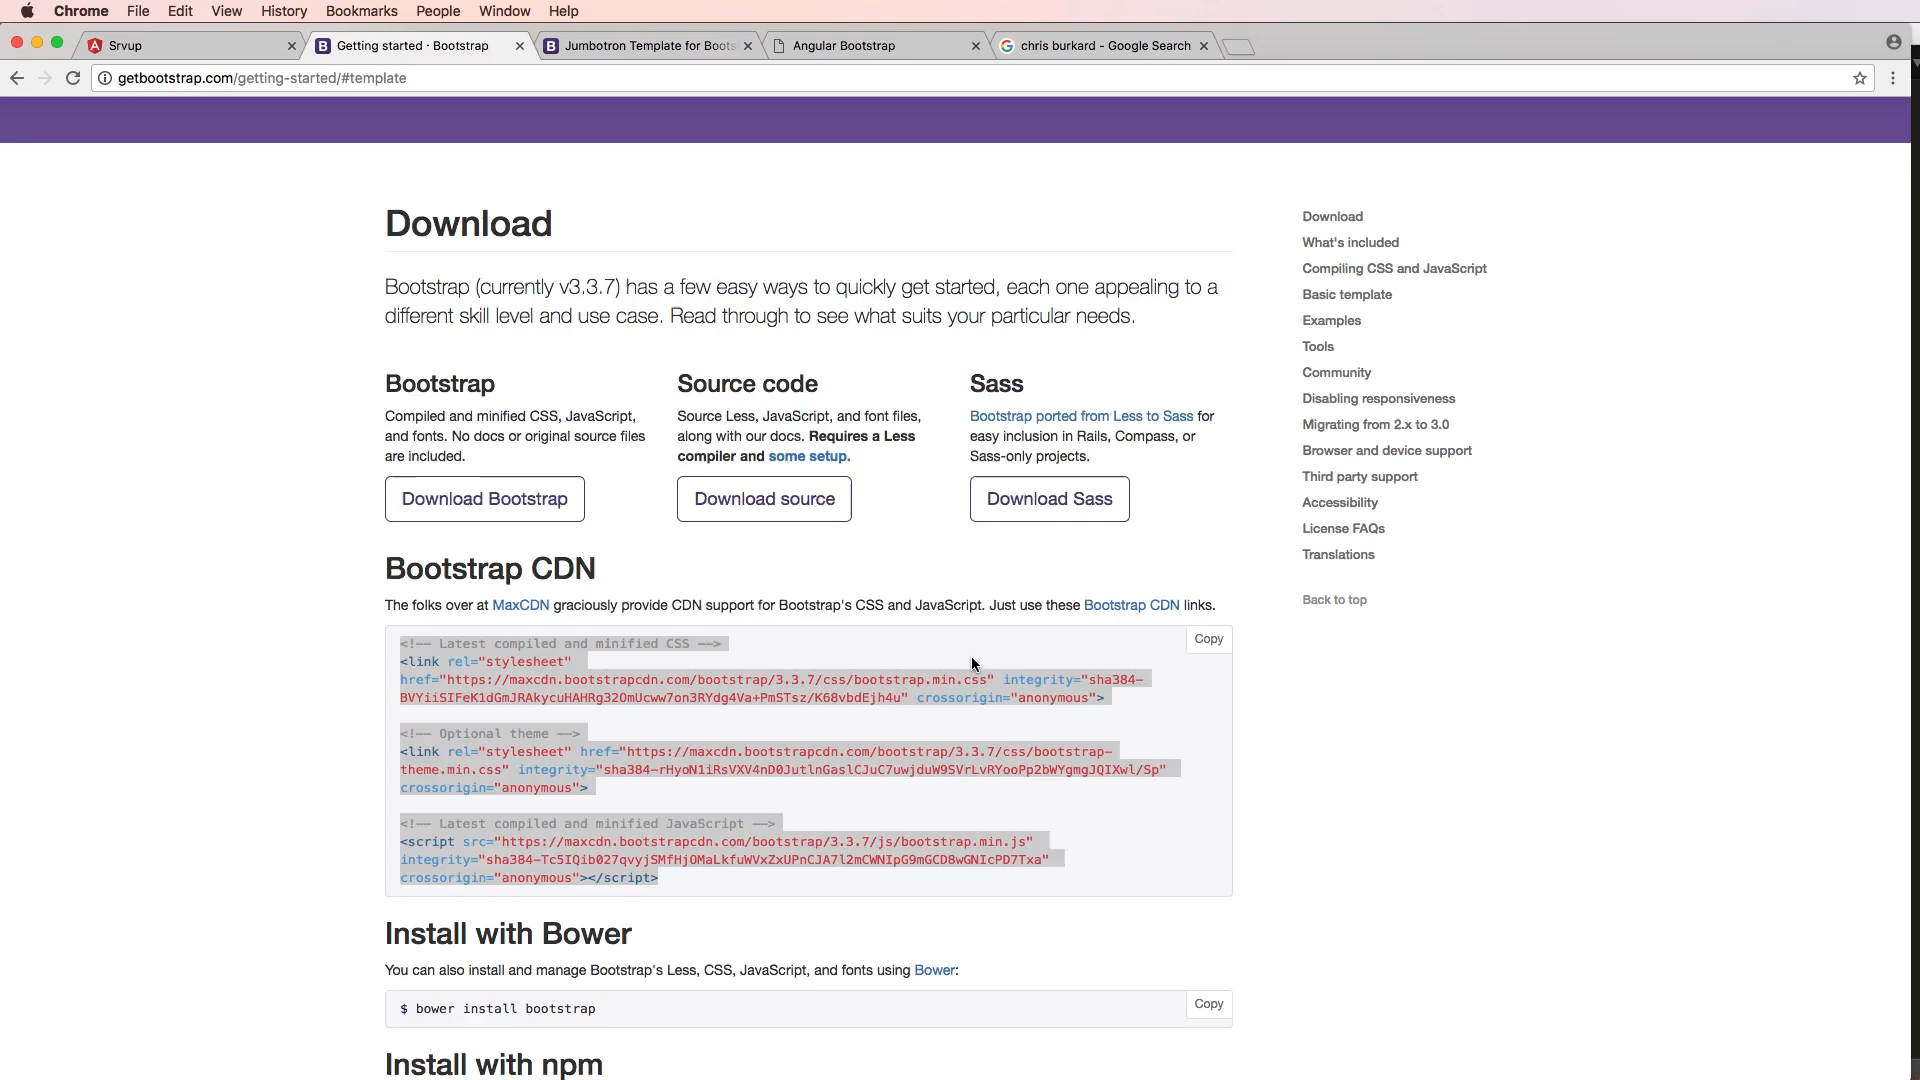 Chrome File Edit View History Bookmarks People Window Help
Srvup
Getting started · Bootstrap
Jumbotron Template for Boots
Angular Bootstrap
chris burkard - Google Search
getbootstrap.com/getting-started/#template
Download
Bootstrap (currently v3.3.7) has a few easy ways to quickly get started, each one appealing to a
different skill level and use case. Read through to see what suits your particular needs.
Bootstrap
Compiled and minified CSS, JavaScript,
and fonts. No docs or original source files
are included.
Download Bootstrap
Source code
Source Less, JavaScript, and font files,
along with our docs. Requires a Less
compiler and some setup.
Download source
Sass
Bootstrap ported from Less to Sass for
easy inclusion in Rails, Compass, or
Sass-only projects.
Download Sass
Bootstrap CDN
The folks over at MaxCDN graciously provide CDN support for Bootstrap's CSS and JavaScript. Just use these Bootstrap CDN links.
Copy
<!-- Latest compiled and minified CSS -->
<link rel="stylesheet"
href="https://maxcdn.bootstrapcdn.com/bootstrap/3.3.7/css/bootstrap.min.css" integrity="sha384-
BVYiiSIFeK1dGmJRAkycuHAHRg32OmUcww7on3RYdg4Va+PmSTsz/K68vbdEjh4u" crossorigin="anonymous">
<!-- Optional theme -->
<link rel="stylesheet" href="https://maxcdn.bootstrapcdn.com/bootstrap/3.3.7/css/bootstrap-
theme.min.css" integrity="sha384-rHyoN1iRsVXV4nD0JutlnGaslCJuC7uwjduW9SVrLvRYooPp2bWYgmgJQIXwl/Sp"
crossorigin="anonymous">
<!-- Latest compiled and minified JavaScript -->
<script src="https://maxcdn.bootstrapcdn.com/bootstrap/3.3.7/js/bootstrap.min.js"
integrity="sha384-Tc5IQib027qvyjSMfHjOMaLkfuWVxZxUPnCJA7l2mCWNIpG9mGCD8wGNIcPD7Txa"
crossorigin="anonymous"></script>
Install with Bower
You can also install and manage Bootstrap's Less, CSS, JavaScript, and fonts using Bower:
$ bower install bootstrap
Copy
Install with npm
Download
What's included
Compiling CSS and JavaScript
Basic template
Examples
Tools
Community
Disabling responsiveness
Migrating from 2.x to 3.0
Browser and device support
Third party support
Accessibility
License FAQs
Translations
Back to top